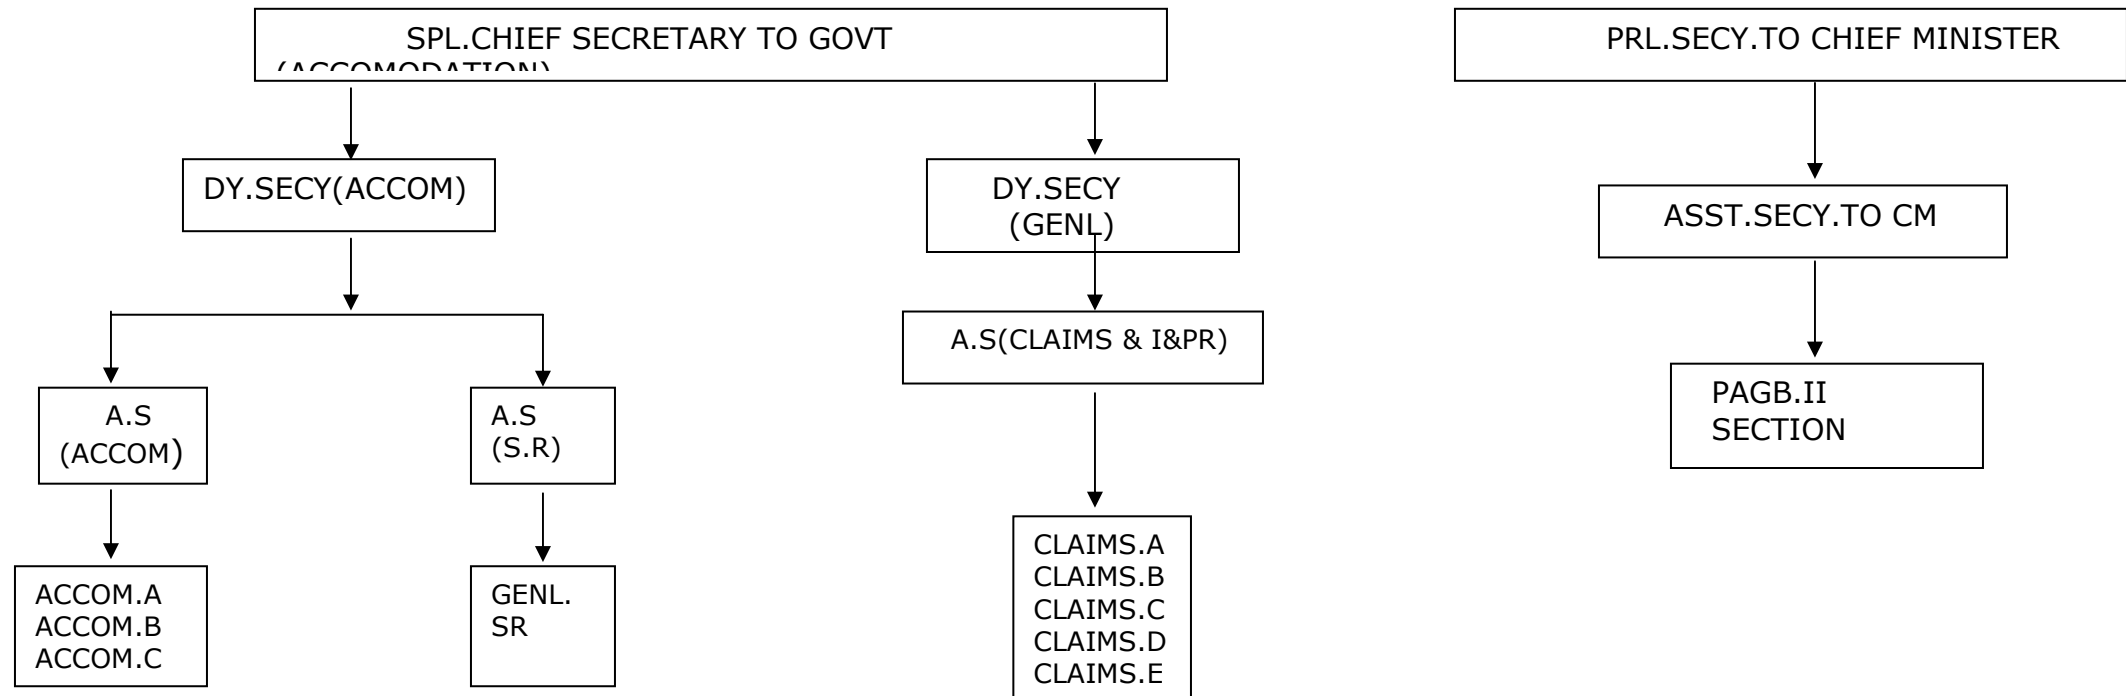 SPL.CHIEF SECRETARY TO GOVT
(ACCOMODATION)
PRL.SECY.TO CHIEF MINISTER
DY.SECY(ACCOM)
DY.SECY
(GENL)
ASST.SECY.TO CM
A.S(CLAIMS & I&PR)
A.S
(ACCOM)
A.S
(S.R)
PAGB.II
SECTION
ACCOM.A
ACCOM.B
ACCOM.C
GENL.
SR
CLAIMS.A
CLAIMS.B
CLAIMS.C
CLAIMS.D
CLAIMS.E